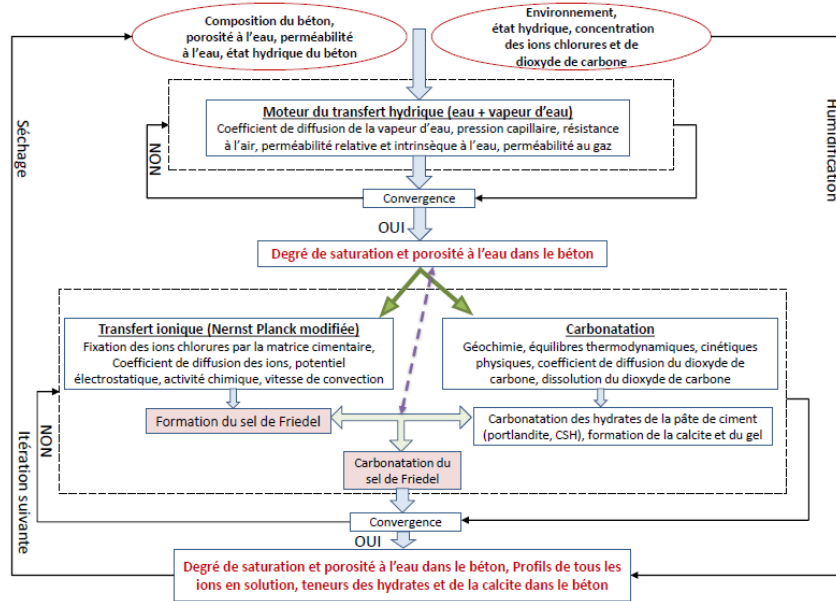 Composition du béton,
porosité à l'eau, perméabilité
à l'eau, état hydrique du béton
Environnement,
état hydrique, concentration
des ions chlorures et de
dioxyde de carbone
Séchage
Humidification
Moteur du transfert hydrique (eau + vapeur d'eau)
Coefficient de diffusion de la vapeur d'eau, pression capillaire, résistance
à l'air, perméabilité relative et intrinsèque à l'eau, perméabilité au gaz
NON
Convergence
OUI
Degré de saturation et porosité à l'eau dans le béton
Transfert ionique (Nernst Planck modifiée)
Fixation des ions chlorures par la matrice cimentaire,
Coefficient de diffusion des ions, potentiel
électrostatique, activité chimique, vitesse de convection
Carbonatation
Géochimie, équilibres thermodynamiques, cinétiques
physiques, coefficient de diffusion du dioxyde de
carbone, dissolution du dioxyde de carbone
Formation du sel de Friedel
Carbonatation des hydrates de la pâte de ciment
(portlandite, CSH), formation de la calcite et du gel
Carbonatation du
sel de Friedel
Itération suivante
NON
Convergence
OUI
Degré de saturation et porosité à l'eau dans le béton, Profils de tous les
ions en solution, teneurs des hydrates et de la calcite dans le béton